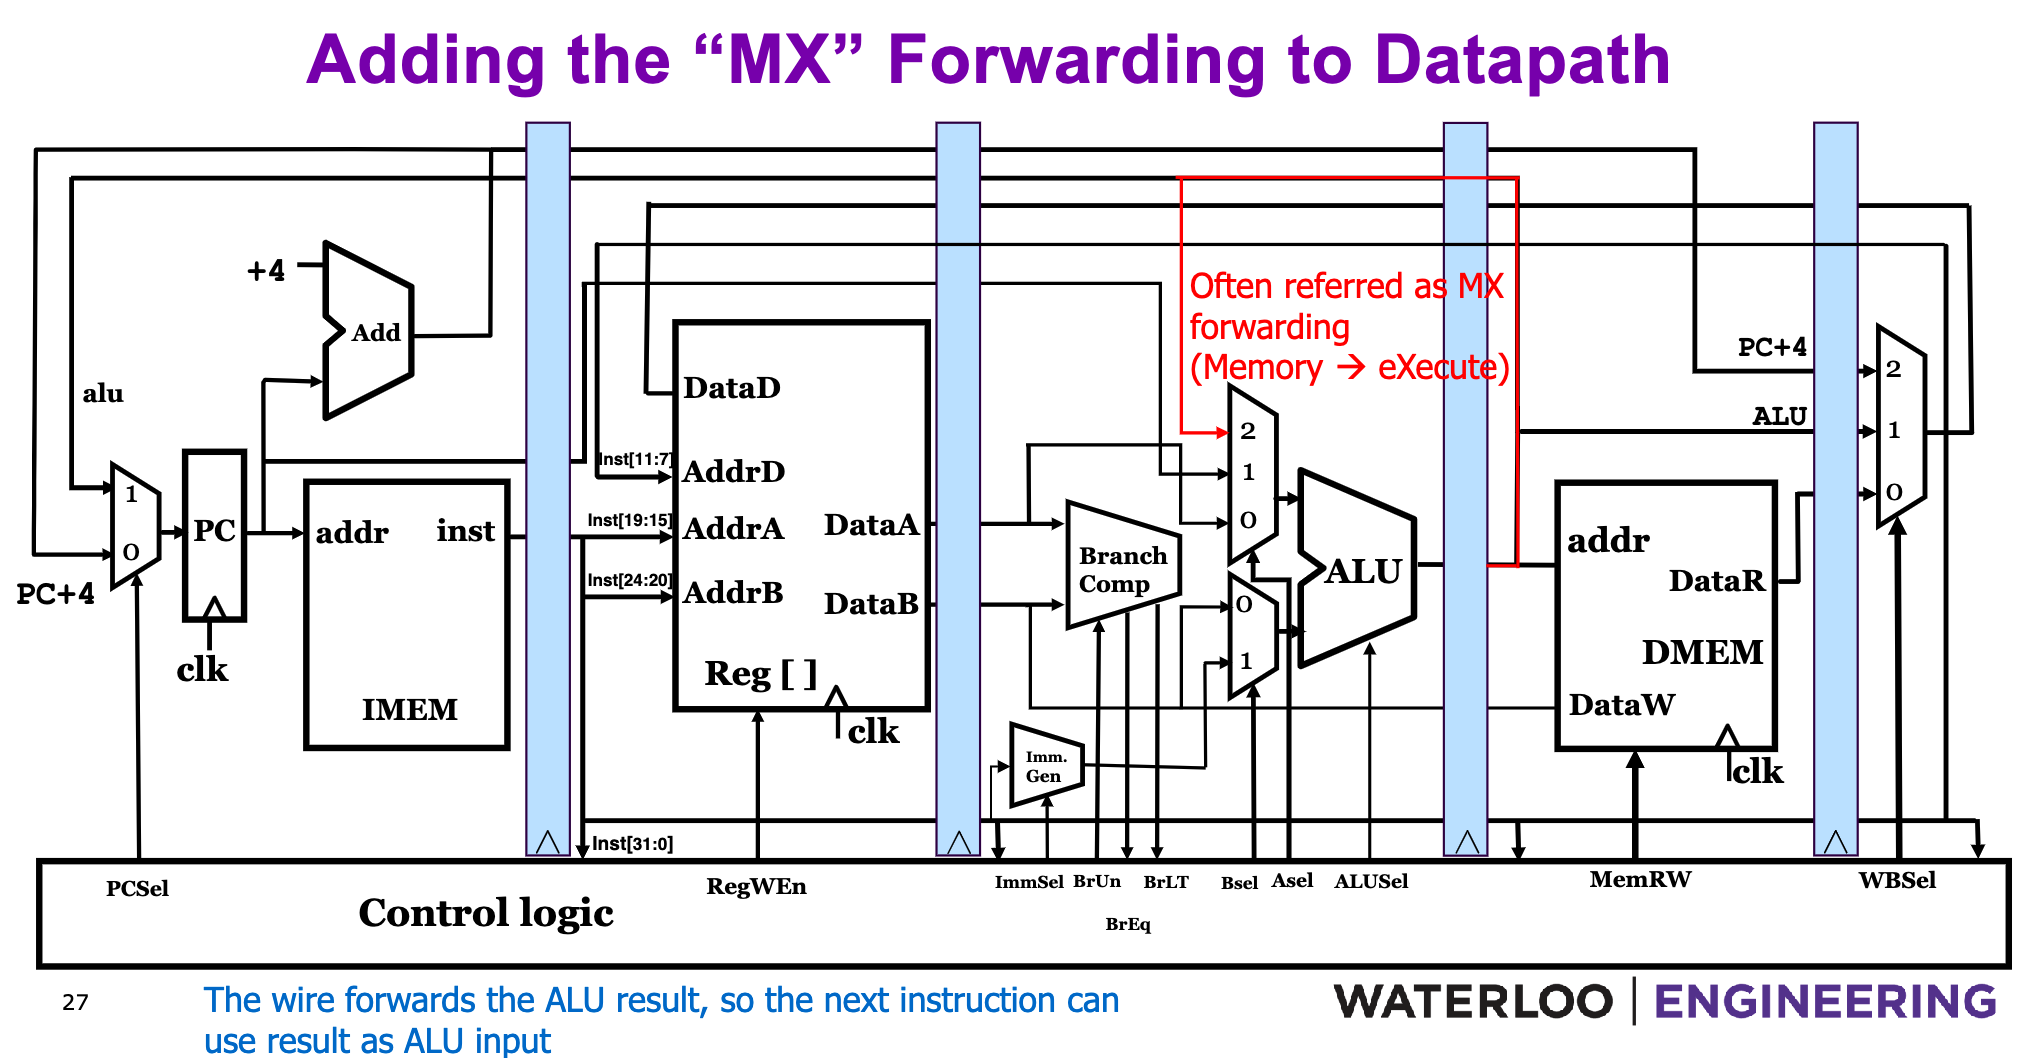 Adding the “MX” Forwarding to Datapath
+4
Add
alu
1
0
PC+4
PC
clk
addr
inst
IMEM
DataD
Inst[11:7]
AddrD
Inst[19:15]
AddrA
DataA
Inst[24:20]
AddrB
DataB
Reg [ ]
clk
Inst[31:0]
Often referred as MX
forwarding
(Memory → eXecute)
2
1
0
Branch
Comp
ALU
0
1
Imm.
Gen
addr
DataR
DMEM
DataW
clk
PC+4
2
ALU
1
0
PCSel
RegWEn
ImmSel
BrUn
BrLT
Bsel
Asel
ALUSel
MemRW
WBSel
BrEq
Control logic
27
The wire forwards the ALU result, so the next instruction can
use result as ALU input
WATERLOO | ENGINEERING